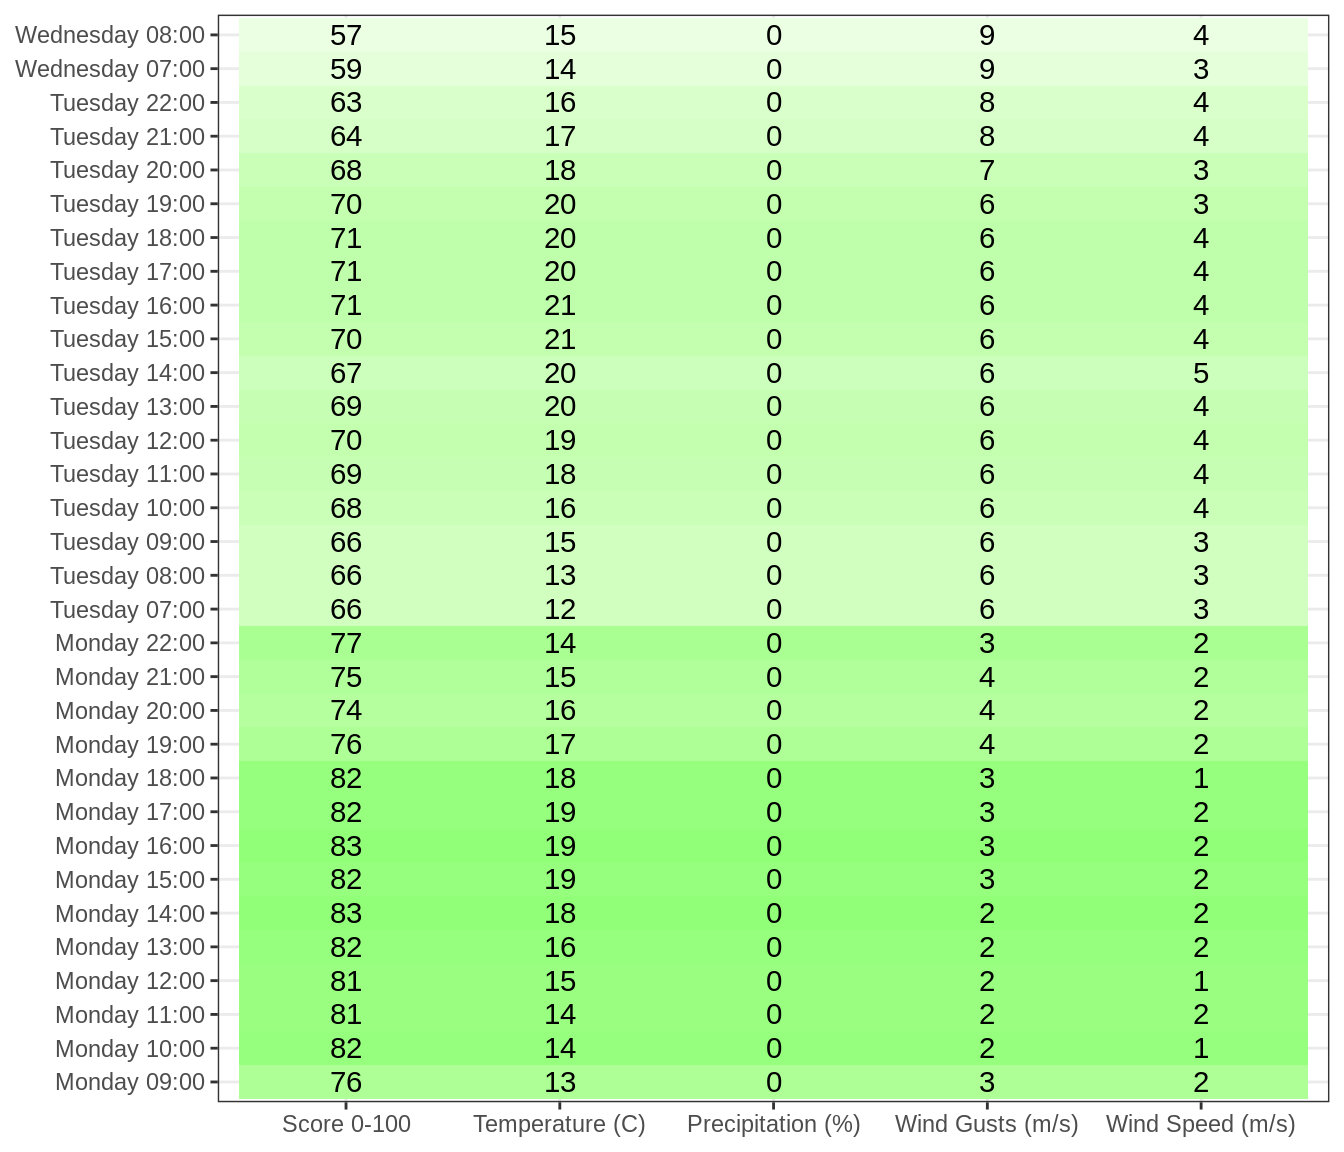 Wednesday 08:00 57 15 0 9 4
Wednesday 07:00 59 14 0 9 3
Tuesday 22:00 63 16 0 8 4
Tuesday 21:00 64 17 0 8 4
Tuesday 20:00 68 18 0 7 3
Tuesday 19:00 70 20 0 6 3
Tuesday 18:00 71 20 0 6 4
Tuesday 17:00 71 20 0 6 4
Tuesday 16:00 71 21 0 6 4
Tuesday 15:00 70 21 0 6 4
Tuesday 14:00 67 20 0 6 5
Tuesday 13:00 69 20 0 6 4
Tuesday 12:00 70 19 0 6 4
Tuesday 11:00 69 18 0 6 4
Tuesday 10:00 68 16 0 6 4
Tuesday 09:00 66 15 0 6 3
Tuesday 08:00 66 13 0 6 3
Tuesday 07:00 66 12 0 6 3
Monday 22:00 77 14 0 3 2
Monday 21:00 75 15 0 4 2
Monday 20:00 74 16 0 4 2
Monday 19:00 76 17 0 4 2
Monday 18:00 82 18 0 3 1
Monday 17:00 82 19 0 3 2
Monday 16:00 83 19 0 3 2
Monday 15:00 82 19 0 3 2
Monday 14:00 83 18 0 2 2
Monday 13:00 82 16 0 2 2
Monday 12:00 81 15 0 2 1
Monday 11:00 81 14 0 2 2
Monday 10:00 82 14 0 2 1
Monday 09:00 76 13 0 3 2
Score 0-100 Temperature (C) Precipitation (%) Wind Gusts (m/s) Wind Speed (m/s)